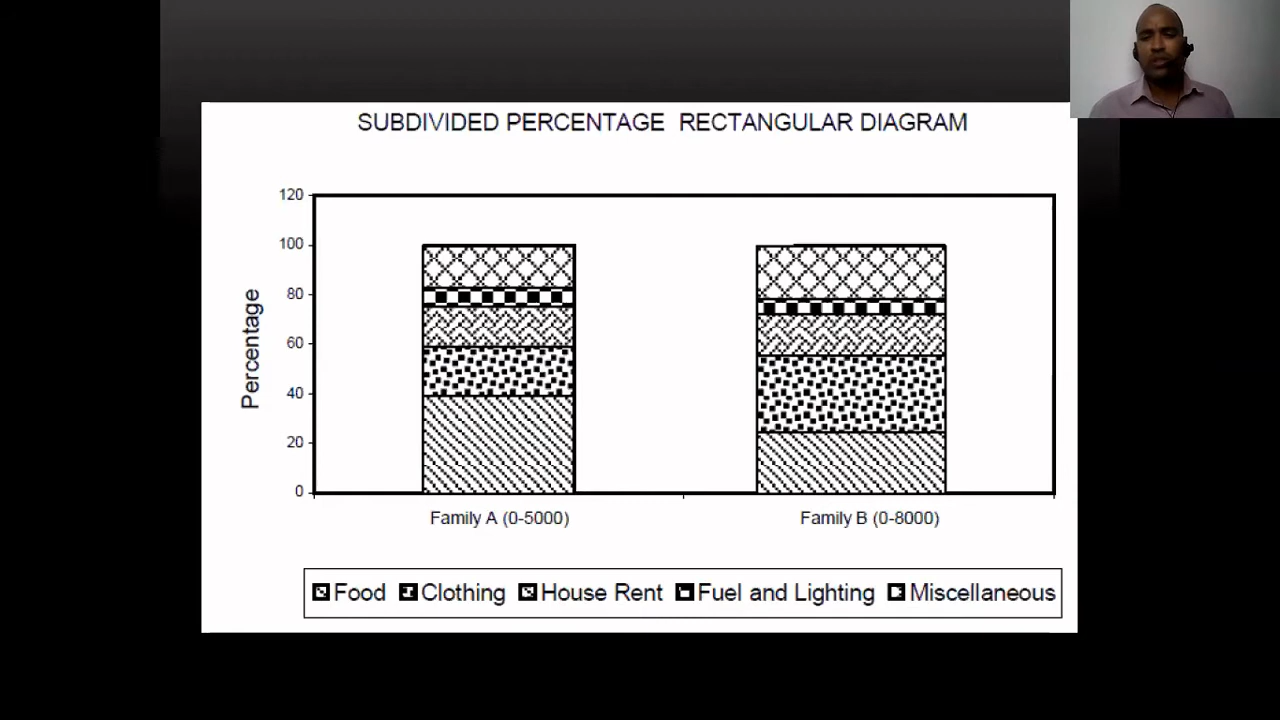 SUBDIVIDED PERCENTAGE RECTANGULAR DIAGRAM
120
100
80
60
40
20
0
Percentage
Family A (0-5000) Family B (0-8000)
Food Clothing House Rent Fuel and Lighting Miscellaneous